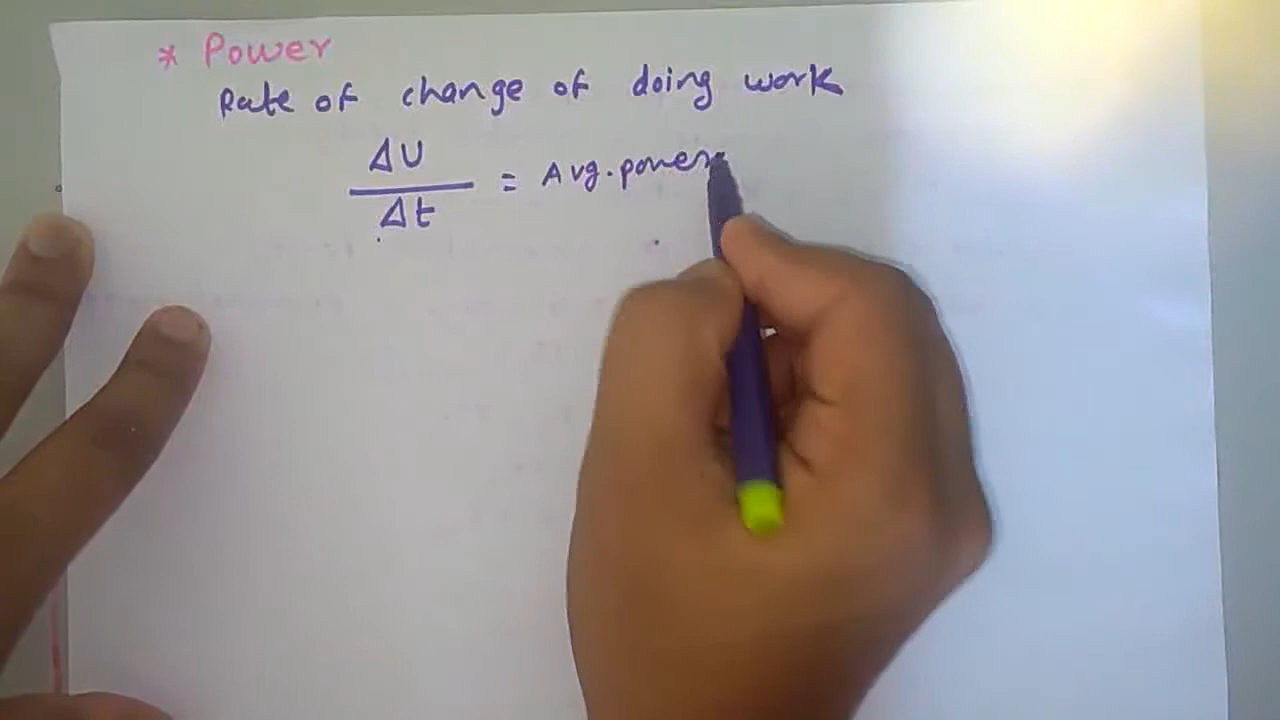 * Power
Rate of change of doing work
ΔU
Δt
= Avg. power